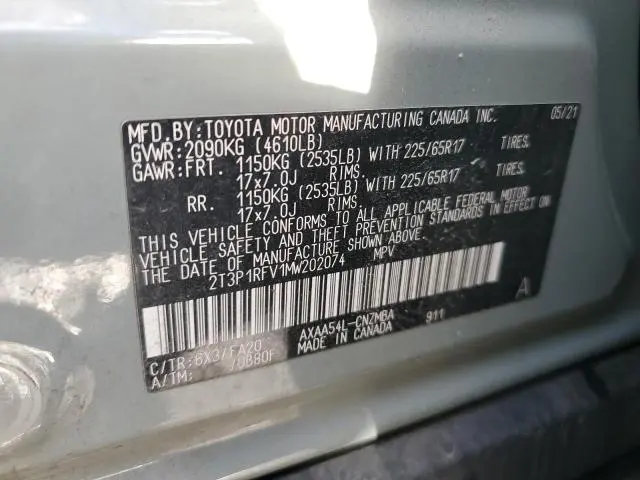 MFD.BY:TOYOTA MOTOR MANUFACTURING CANADA INC. 05/21
GVWR:2090KG (4610LB)
GAWR:FRT. 1150KG (2535LB) WITH 225/65R17 TIRES.
17x7.0J RIMS.
RR. 1150KG (2535LB) WITH 225/65R17 TIRES.
17x7.0J RIMS.
THIS VEHICLE CONFORMS TO ALL APPLICABLE FEDERAL MOTOR
VEHICLE SAFETY AND THEFT PREVENTION STANDARDS IN EFFECT ON
THE DATE OF MANUFACTURE SHOWN ABOVE.
2T3P1RFV1MW202074 MPV
A
C/TR:6X3/FA20 AXAA54L-CNZMBA 911
A/TM: /0B80F MADE IN CANADA